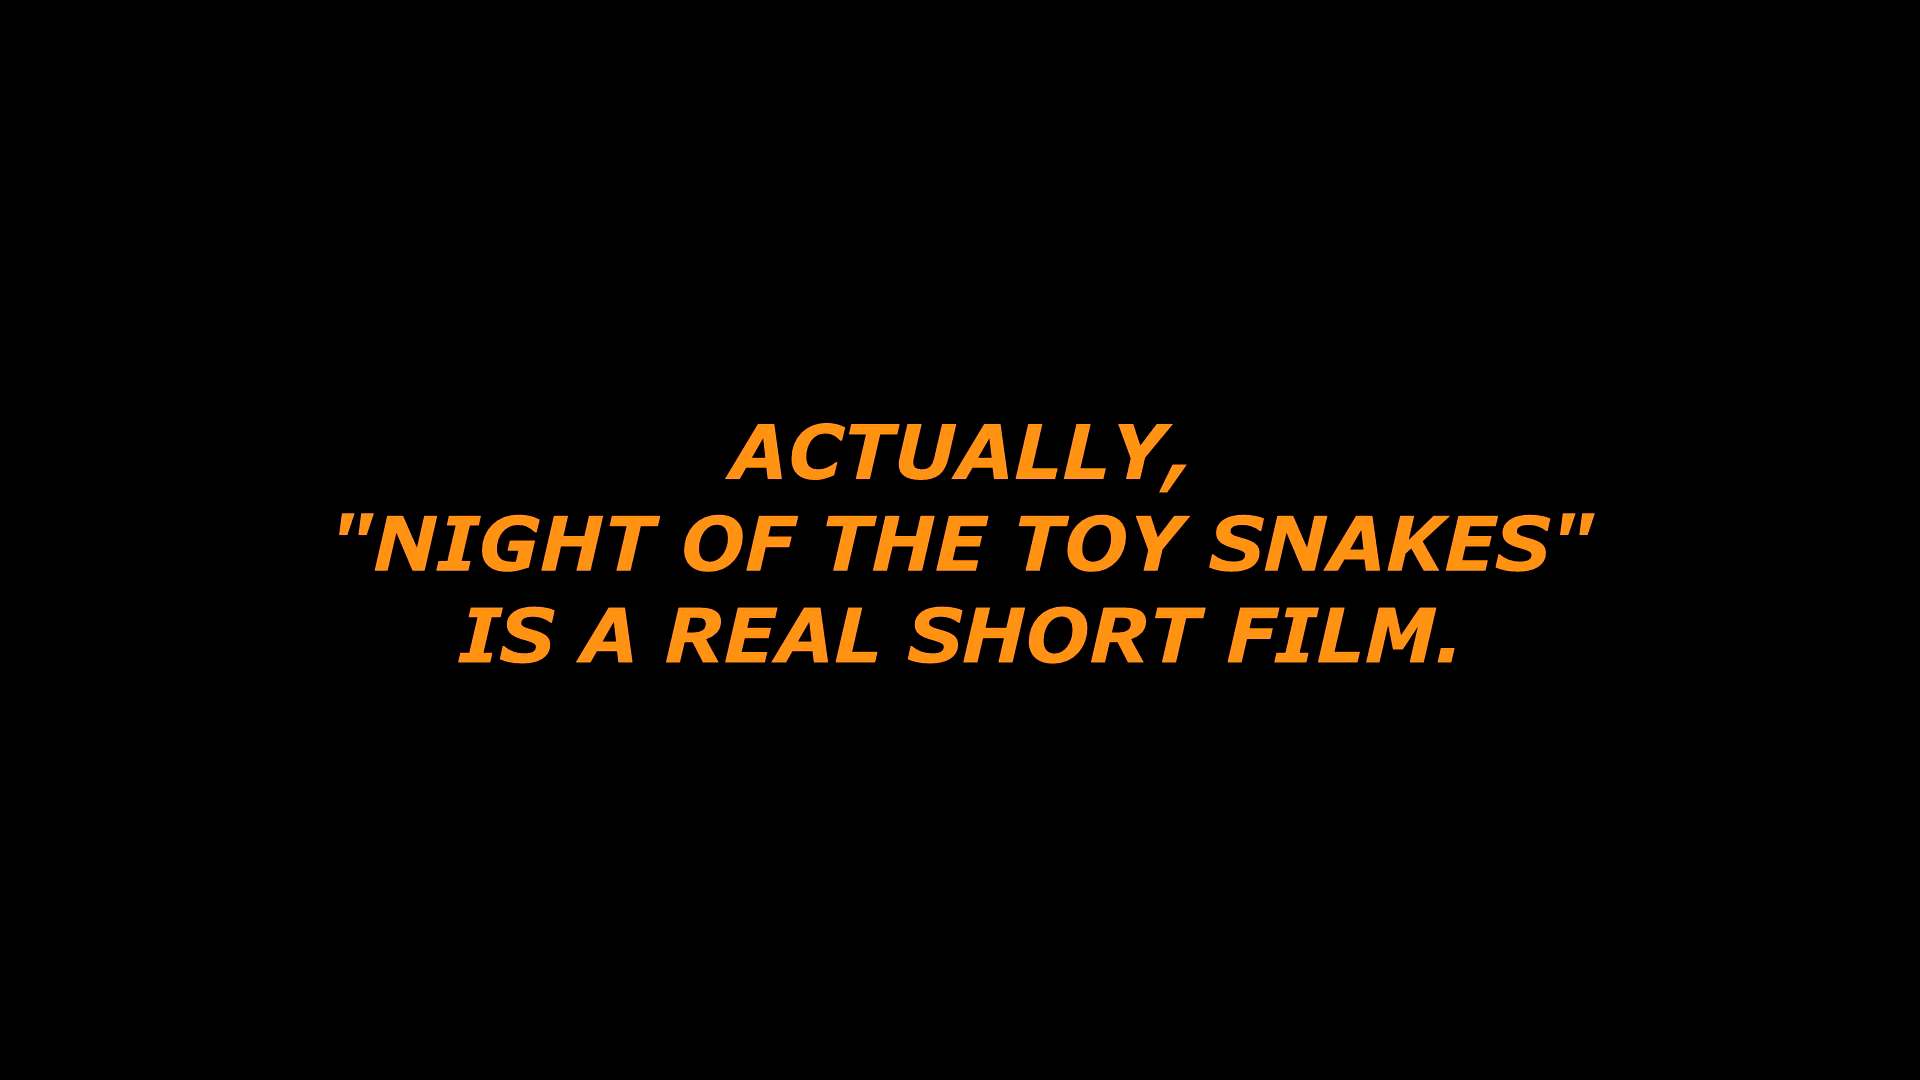 ACTUALLY,
"NIGHT OF THE TOY SNAKES"
IS A REAL SHORT FILM.